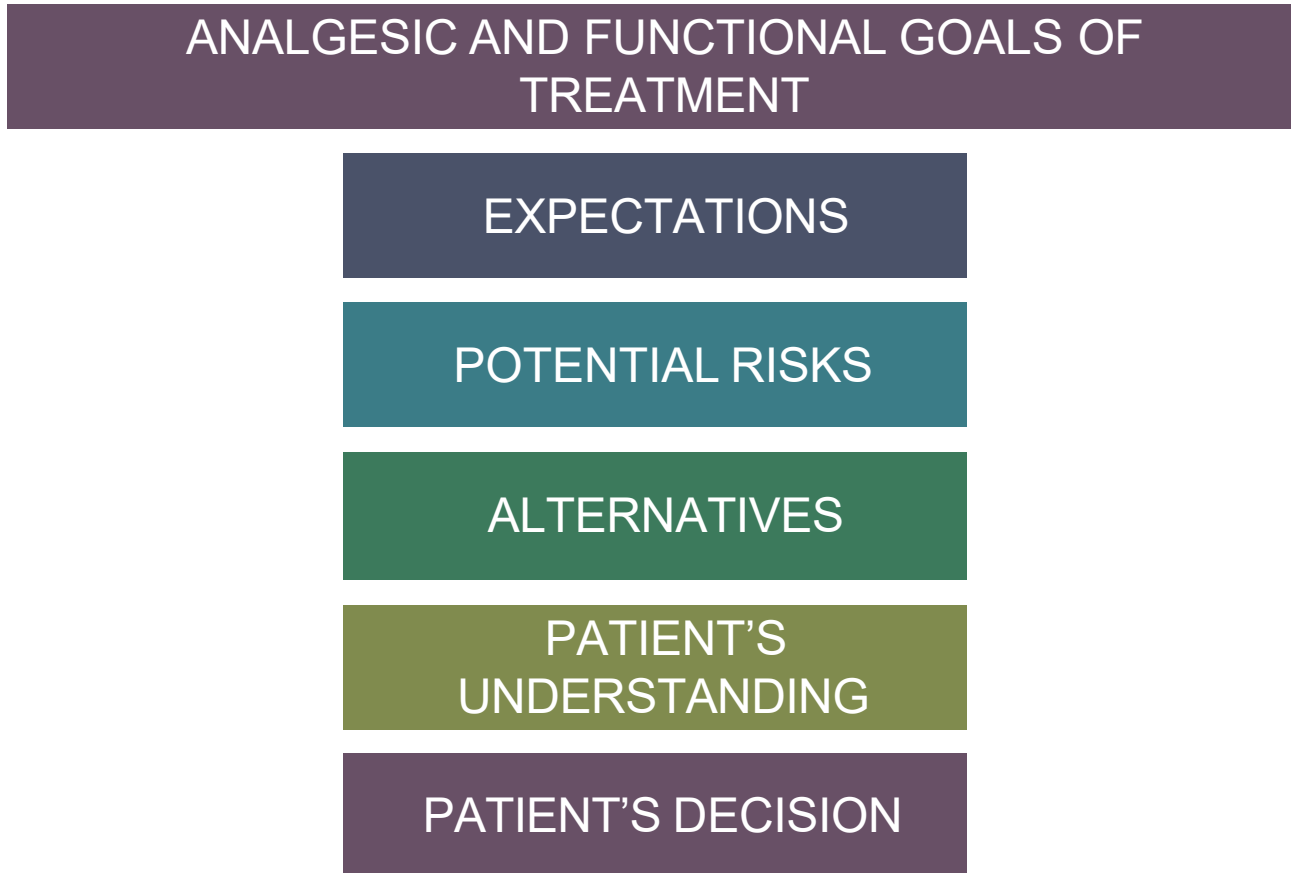 ANALGESIC AND FUNCTIONAL GOALS OF
TREATMENT
EXPECTATIONS
POTENTIAL RISKS
ALTERNATIVES
PATIENT’S
UNDERSTANDING
PATIENT’S DECISION